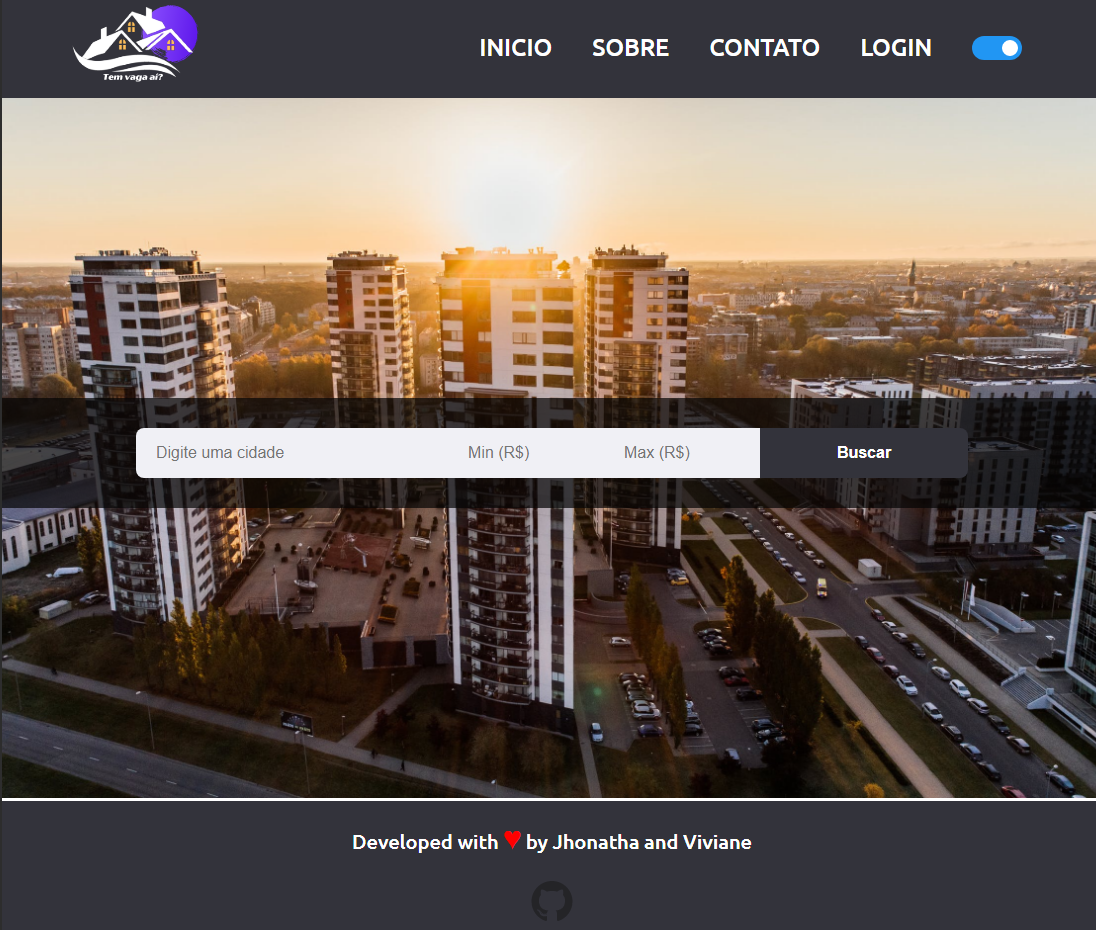 Tem vaga aí?
INICIO SOBRE CONTATO LOGIN
Digite uma cidade Min (R$) Max (R$) Buscar
Developed with ♥ by Jhonatha and Viviane